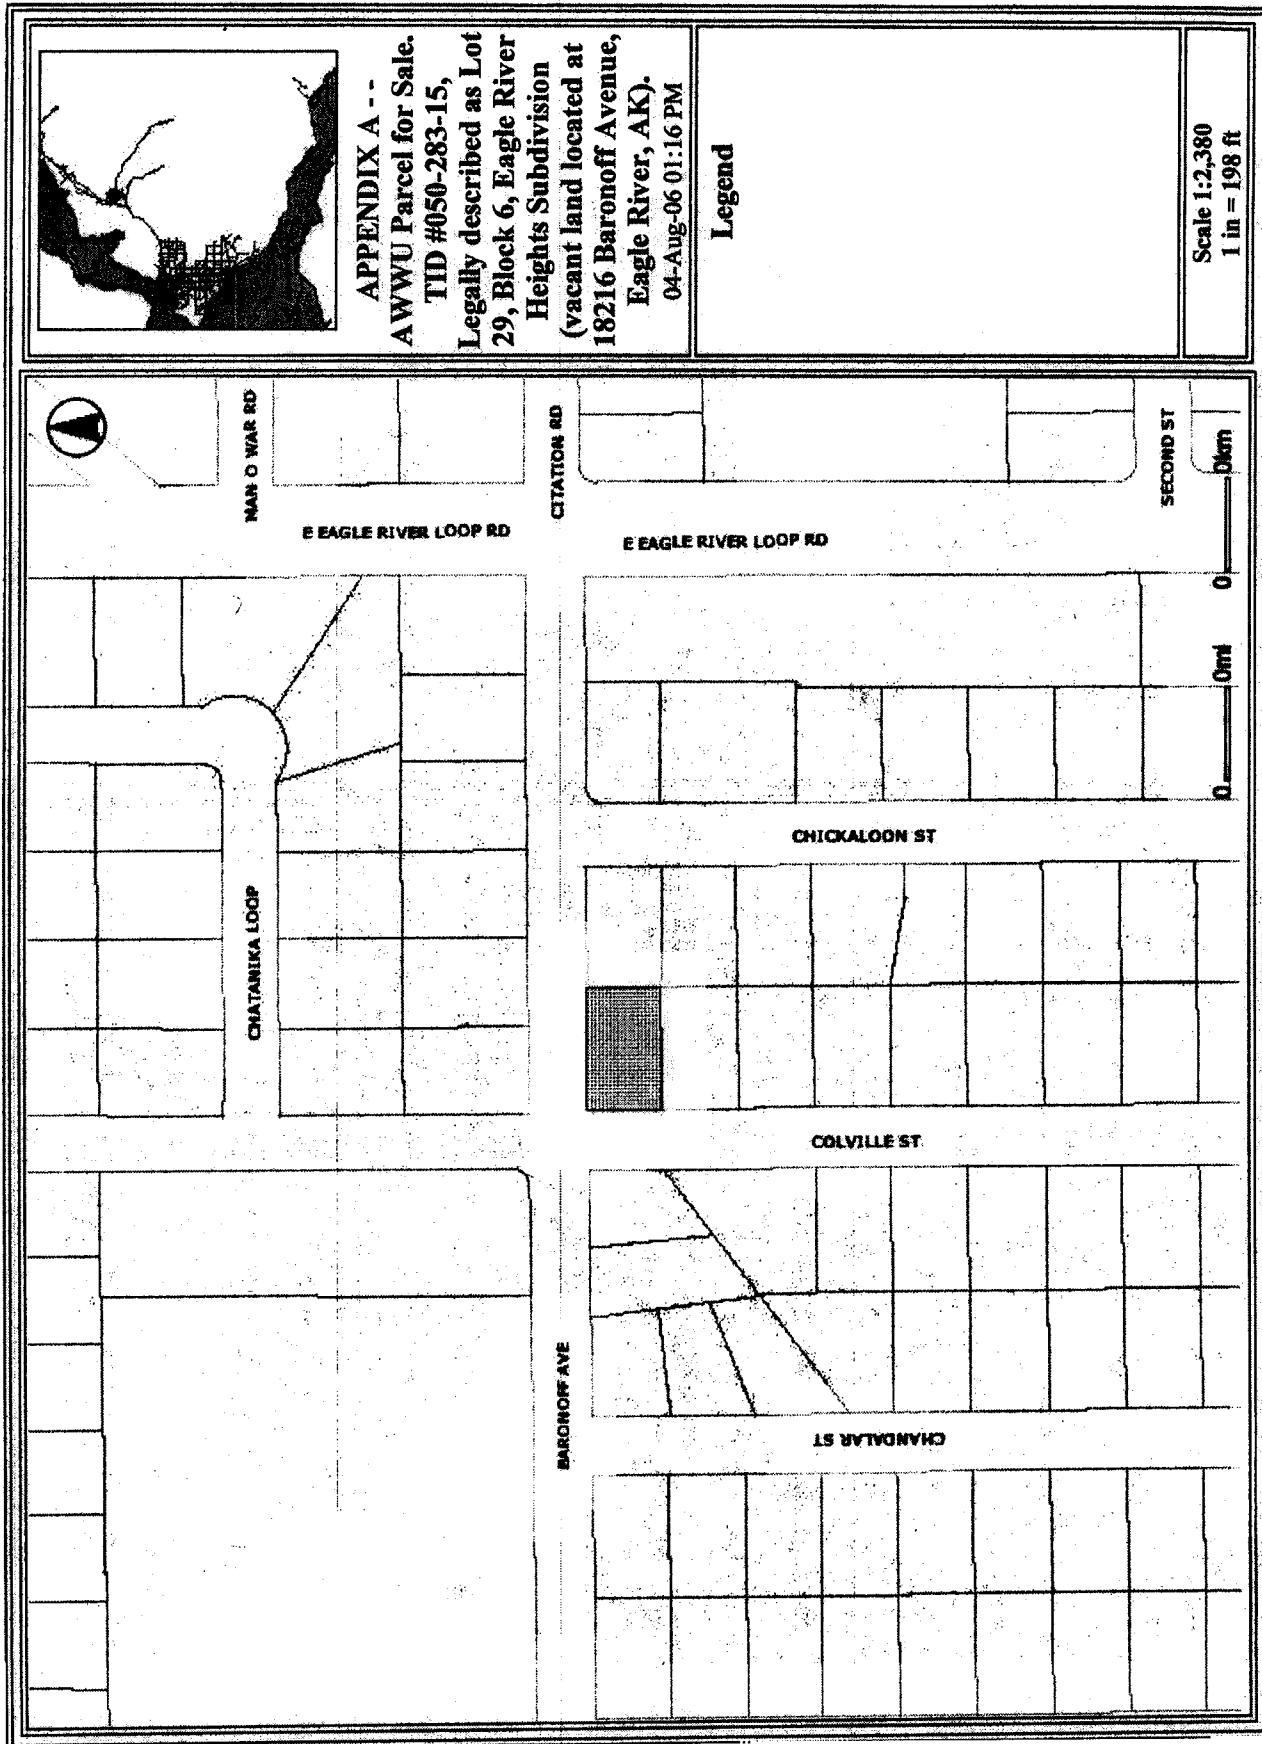 APPENDIX A - -
AWWU Parcel for Sale.
TID #050-283-15,
Legally described as Lot
29, Block 6, Eagle River
Heights Subdivision
(vacant land located at
18216 Baronoff Avenue,
Eagle River, AK).
04-Aug-06 01:16 PM
Legend
Scale 1:2,380
1 in = 198 ft
MAN O WAR RD
CITATION RD
SECOND ST
E EAGLE RIVER LOOP RD
E EAGLE RIVER LOOP RD
CHATANIKA LOOP
CHICKALOON ST
COLVILLE ST
BARONOFF AVE
CHANDALAR ST
0 0mi
0 0km